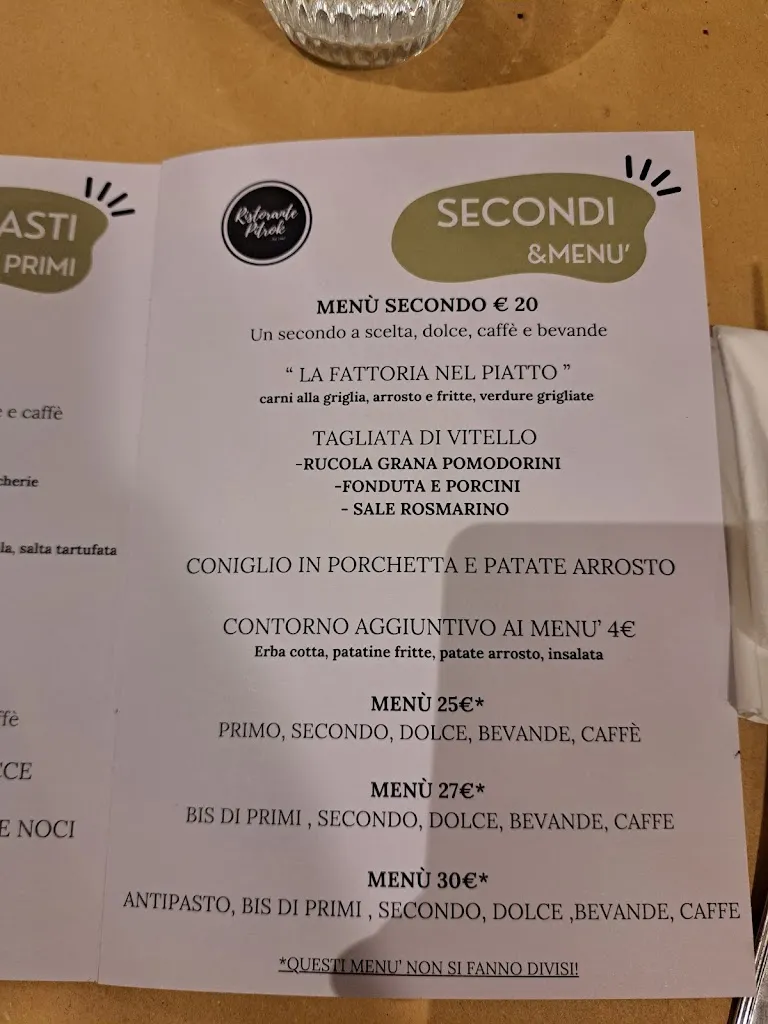 ASTI
PRIMI
e caffè
cherie
la, salta tartufata
ffè
CCE
E NOCI
Ristorante
Pitrok
SECONDI
&MENU'
MENÙ SECONDO € 20
Un secondo a scelta, dolce, caffè e bevande
“ LA FATTORIA NEL PIATTO ”
carni alla griglia, arrosto e fritte, verdure grigliate
TAGLIATA DI VITELLO
-RUCOLA GRANA POMODORINI
-FONDUTA E PORCINI
- SALE ROSMARINO
CONIGLIO IN PORCHETTA E PATATE ARROSTO
CONTORNO AGGIUNTIVO AI MENU' 4€
Erba cotta, patatine fritte, patate arrosto, insalata
MENÙ 25€*
PRIMO, SECONDO, DOLCE, BEVANDE, CAFFÈ
MENÙ 27€*
BIS DI PRIMI , SECONDO, DOLCE, BEVANDE, CAFFE
MENÙ 30€*
ANTIPASTO, BIS DI PRIMI , SECONDO, DOLCE ,BEVANDE, CAFFE
*QUESTI MENU' NON SI FANNO DIVISI!